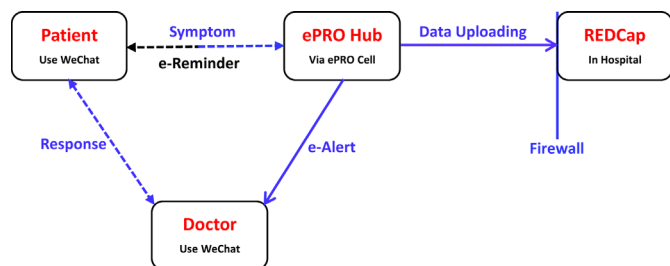 Patient
Use WeChat
Symptom
e-Reminder
ePRO Hub
Via ePRO Cell
Data Uploading
REDCap
In Hospital
Response
e-Alert
Firewall
Doctor
Use WeChat